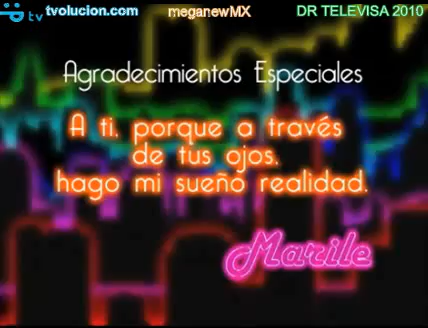 tv tvolucion.com meganewMX DR TELEVISA 2010
Agradecimientos Especiales
A ti, porque a través
de tus ojos,
hago mi sueño realidad.
Marile